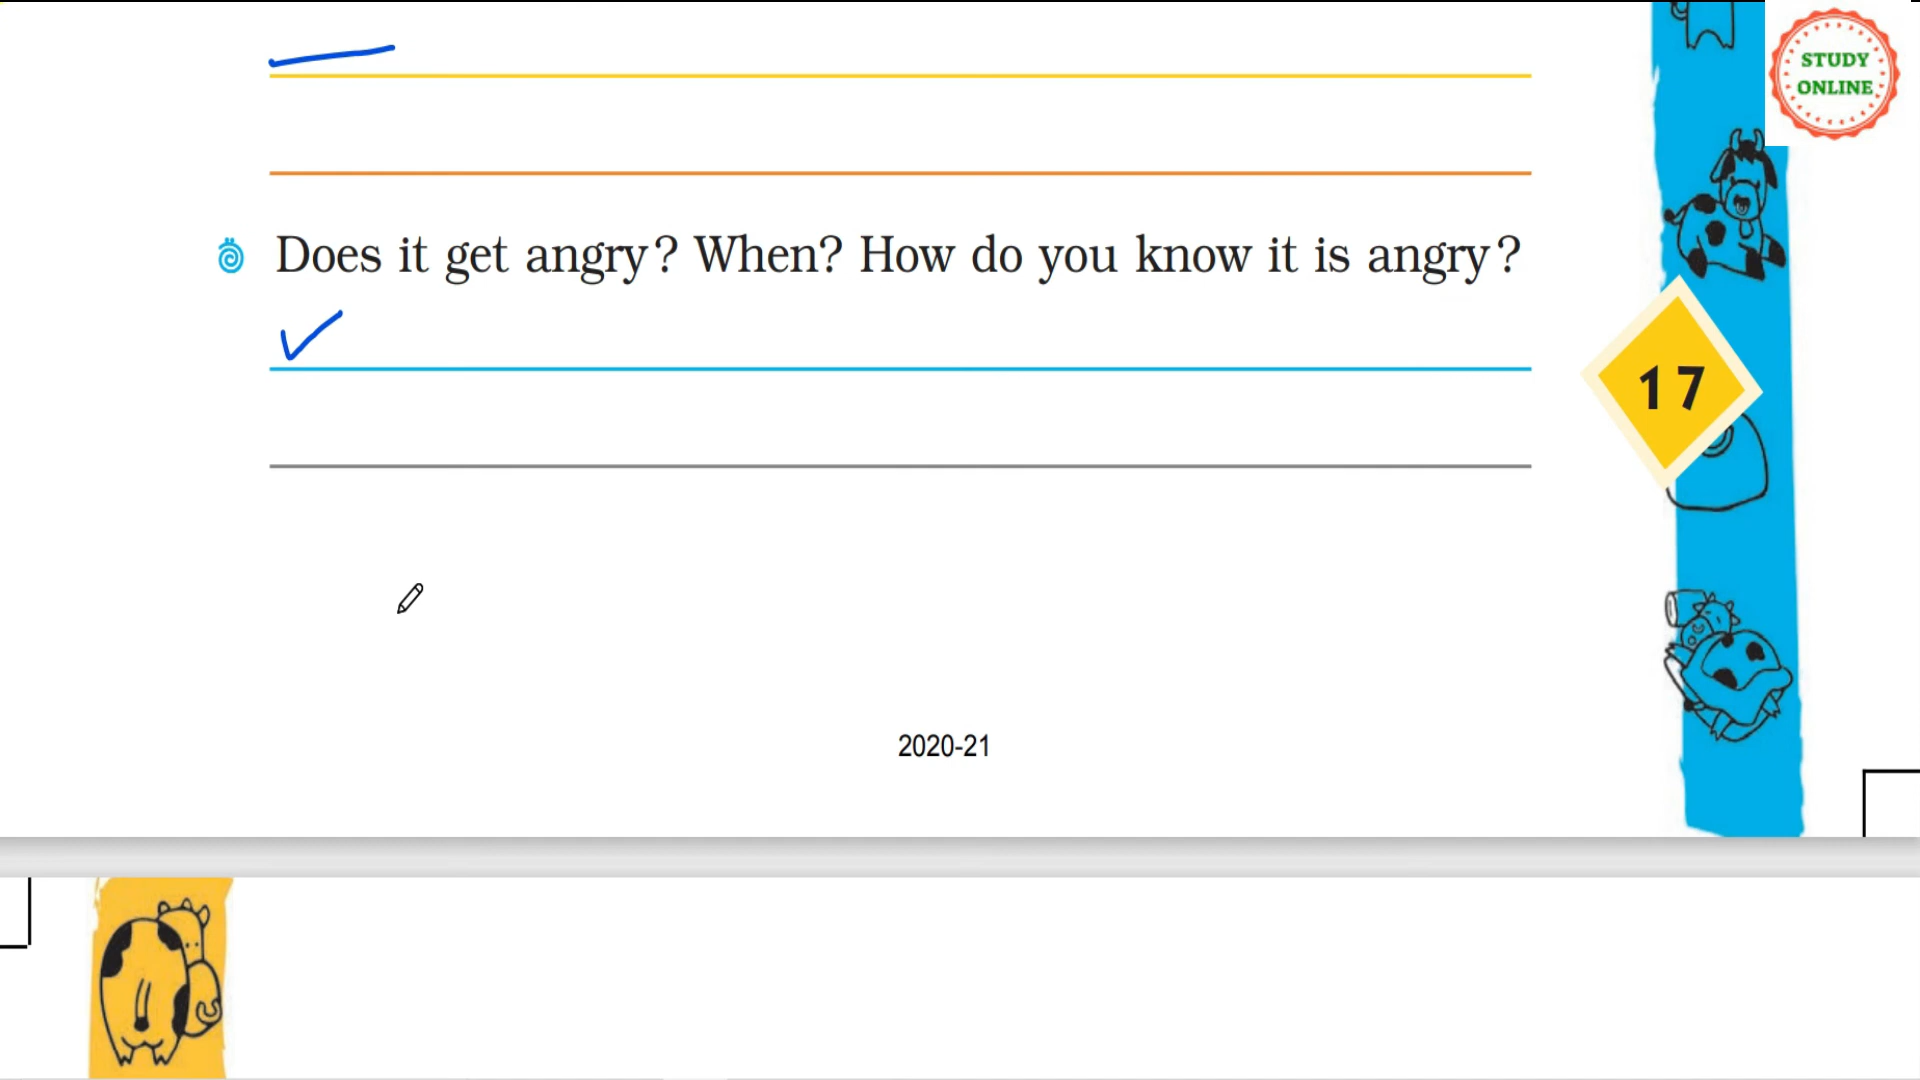 STUDY
ONLINE
Does it get angry? When? How do you know it is angry?
17
2020-21